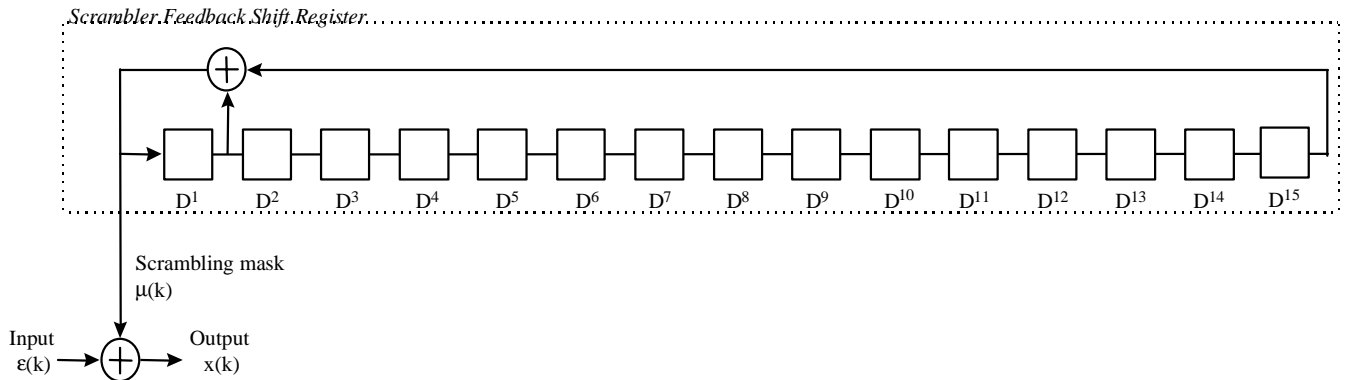 Scrambler Feedback Shift Register
D¹ D² D³ D⁴ D⁵ D⁶ D⁷ D⁸ D⁹ D¹⁰ D¹¹ D¹² D¹³ D¹⁴ D¹⁵
Scrambling mask
μ(k)
Input
ε(k)
Output
x(k)